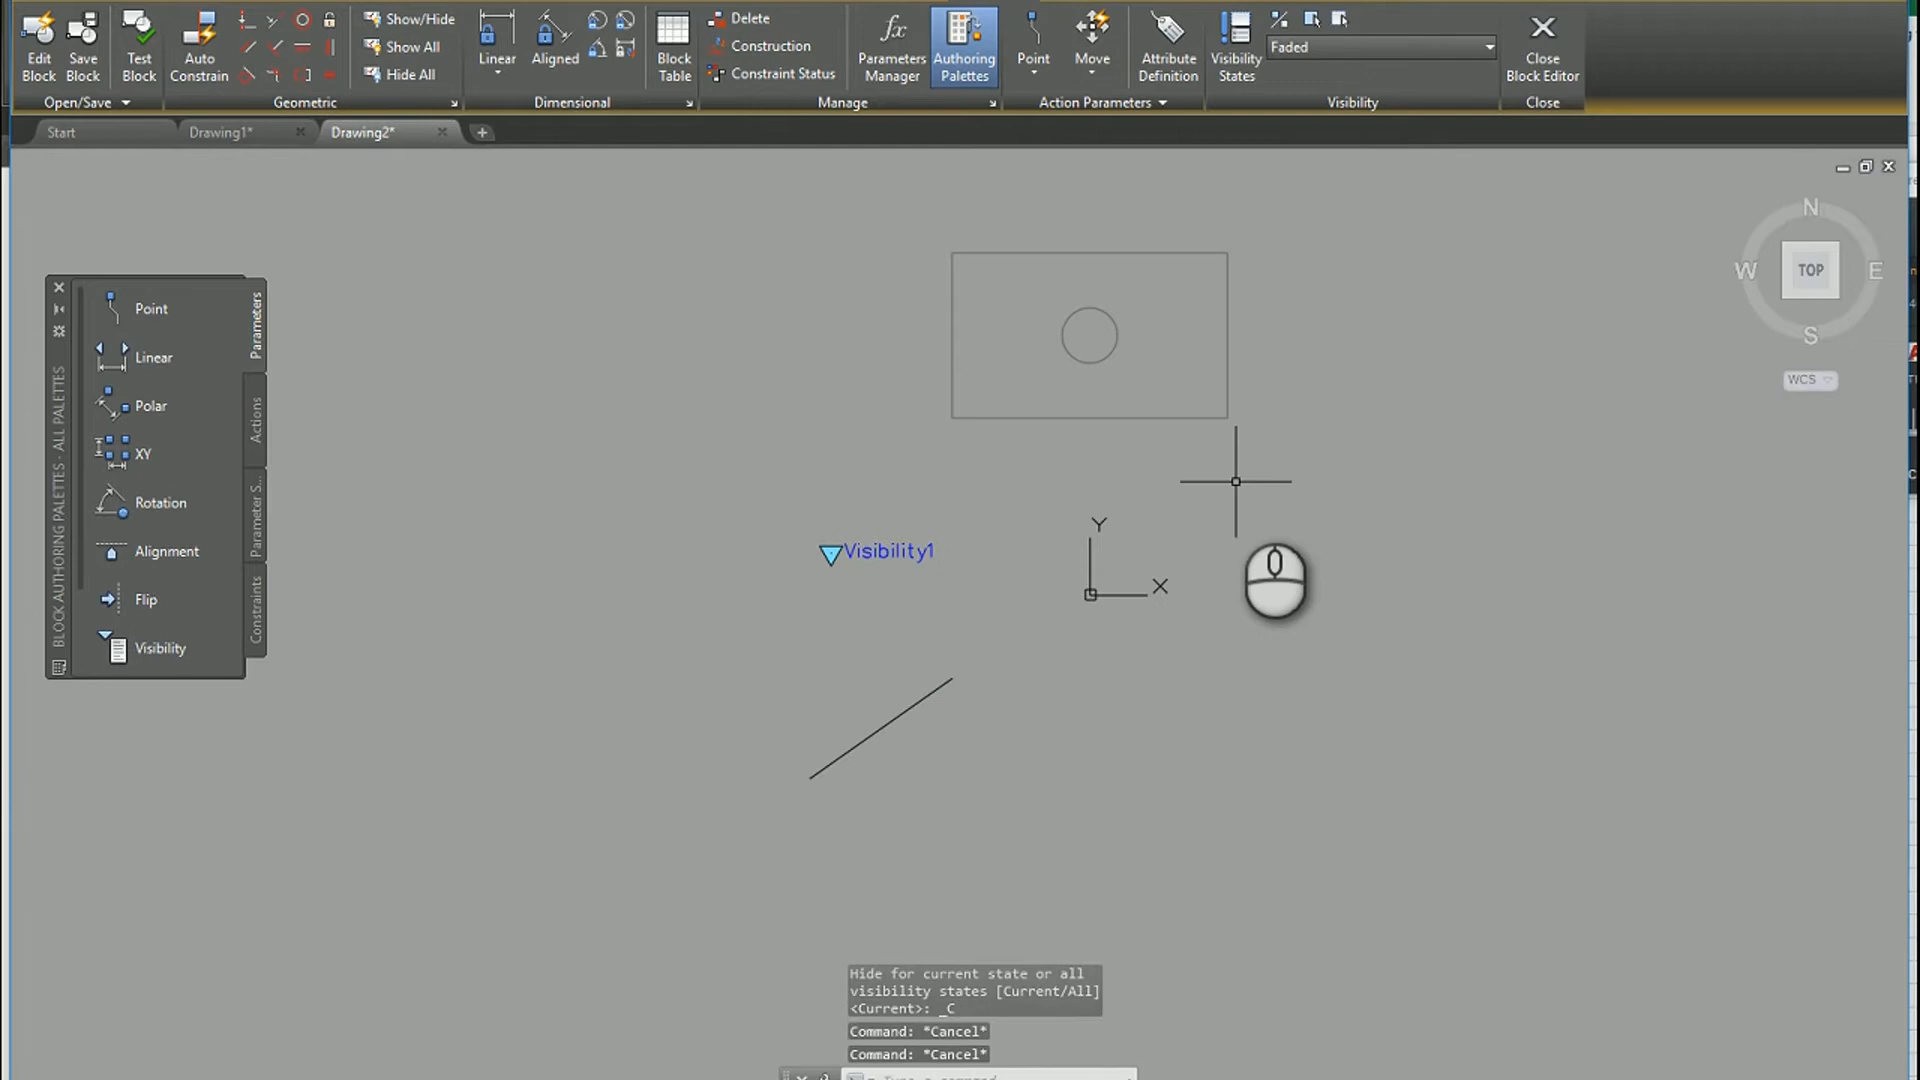 Edit Block
Save Block
Test Block
Auto Constrain
Show/Hide
Show All
Hide All
Linear
Aligned
Block Table
Delete
Construction
Constraint Status
Parameters Manager
Authoring Palettes
Point
Move
Attribute Definition
Visibility States
Faded
Close Block Editor
Open/Save
Geometric
Dimensional
Manage
Action Parameters
Visibility
Close
Start
Drawing1*
Drawing2*
N
W
TOP
E
S
WCS
BLOCK AUTHORING PALETTES - ALL PALETTES
Point
Linear
Polar
XY
Rotation
Alignment
Flip
Visibility
Parameters
Actions
Parameter S...
Constraints
Visibility1
Y
X
Hide for current state or all
visibility states [Current/All]
<Current>: _C
Command: *Cancel*
Command: *Cancel*